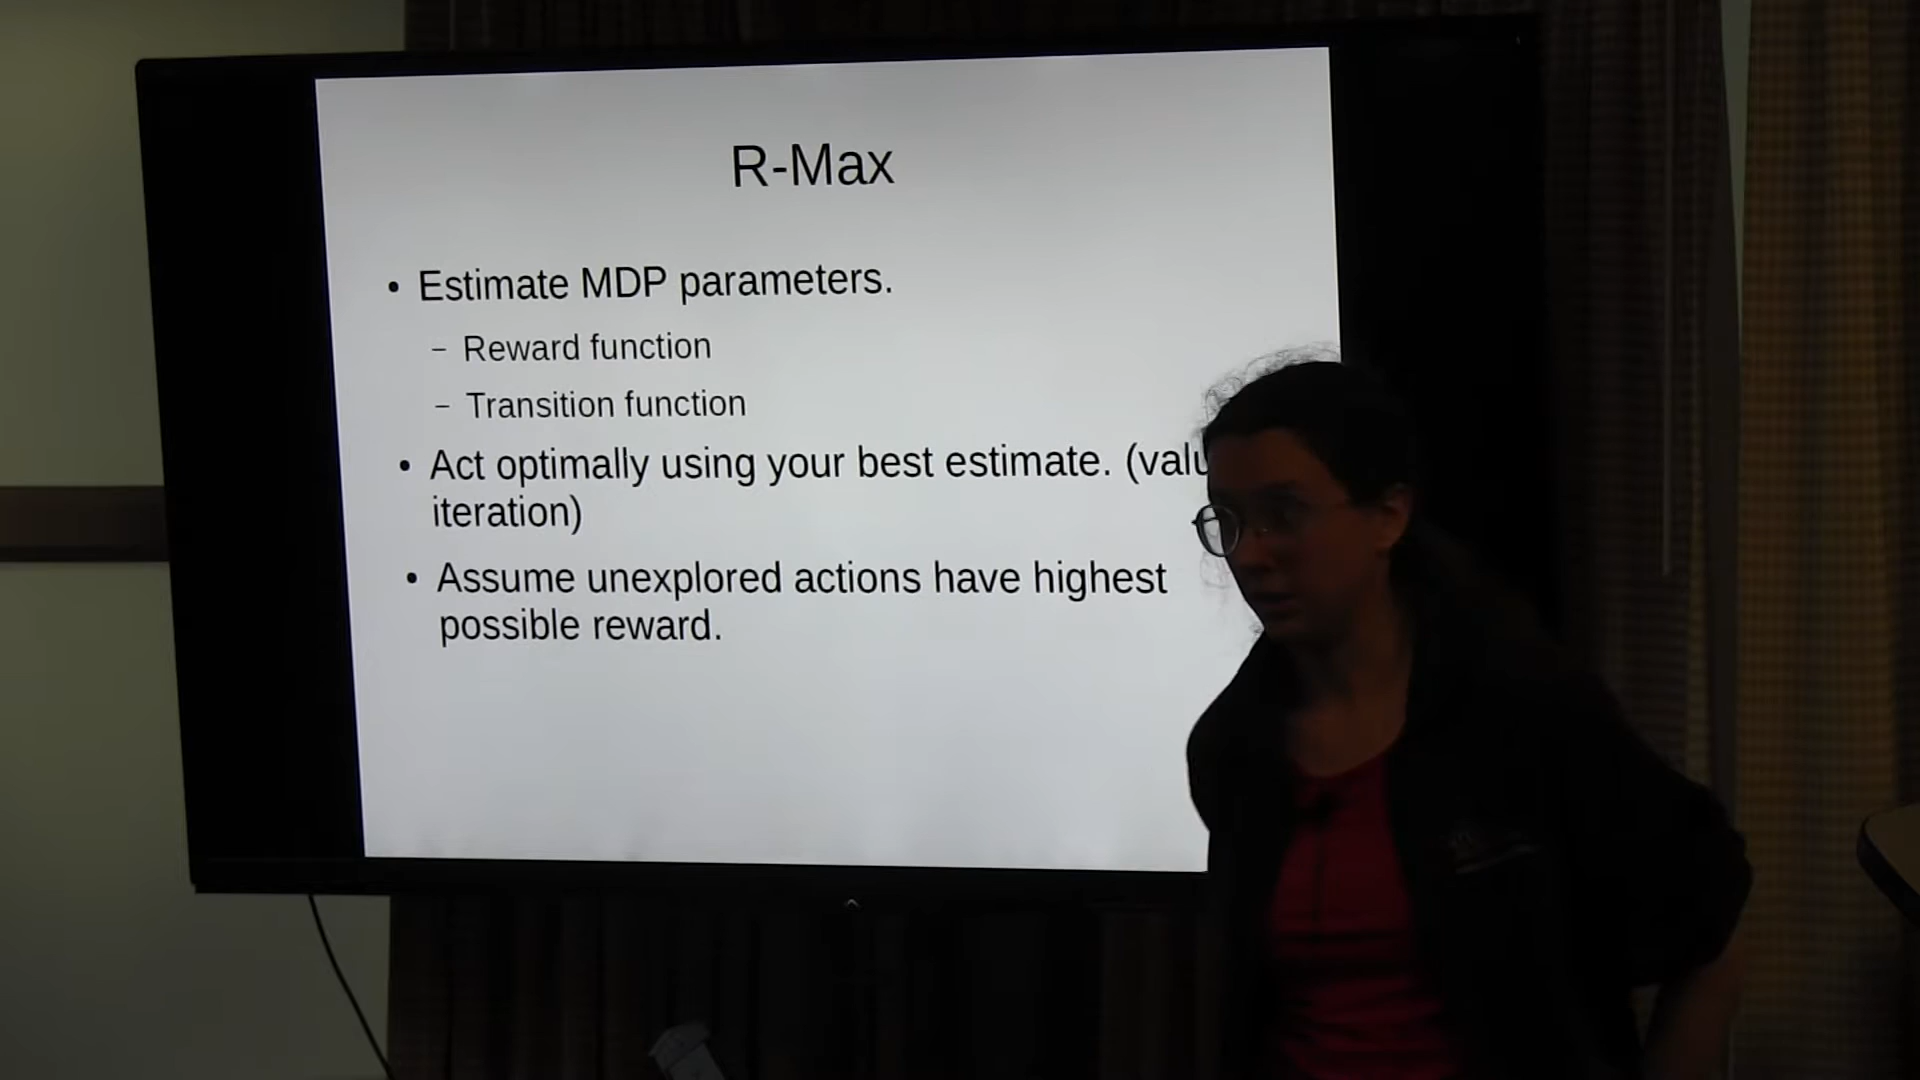 R-Max
• Estimate MDP parameters.
– Reward function
– Transition function
• Act optimally using your best estimate.
iteration)
• Assume unexplored actions have highest
possible reward.